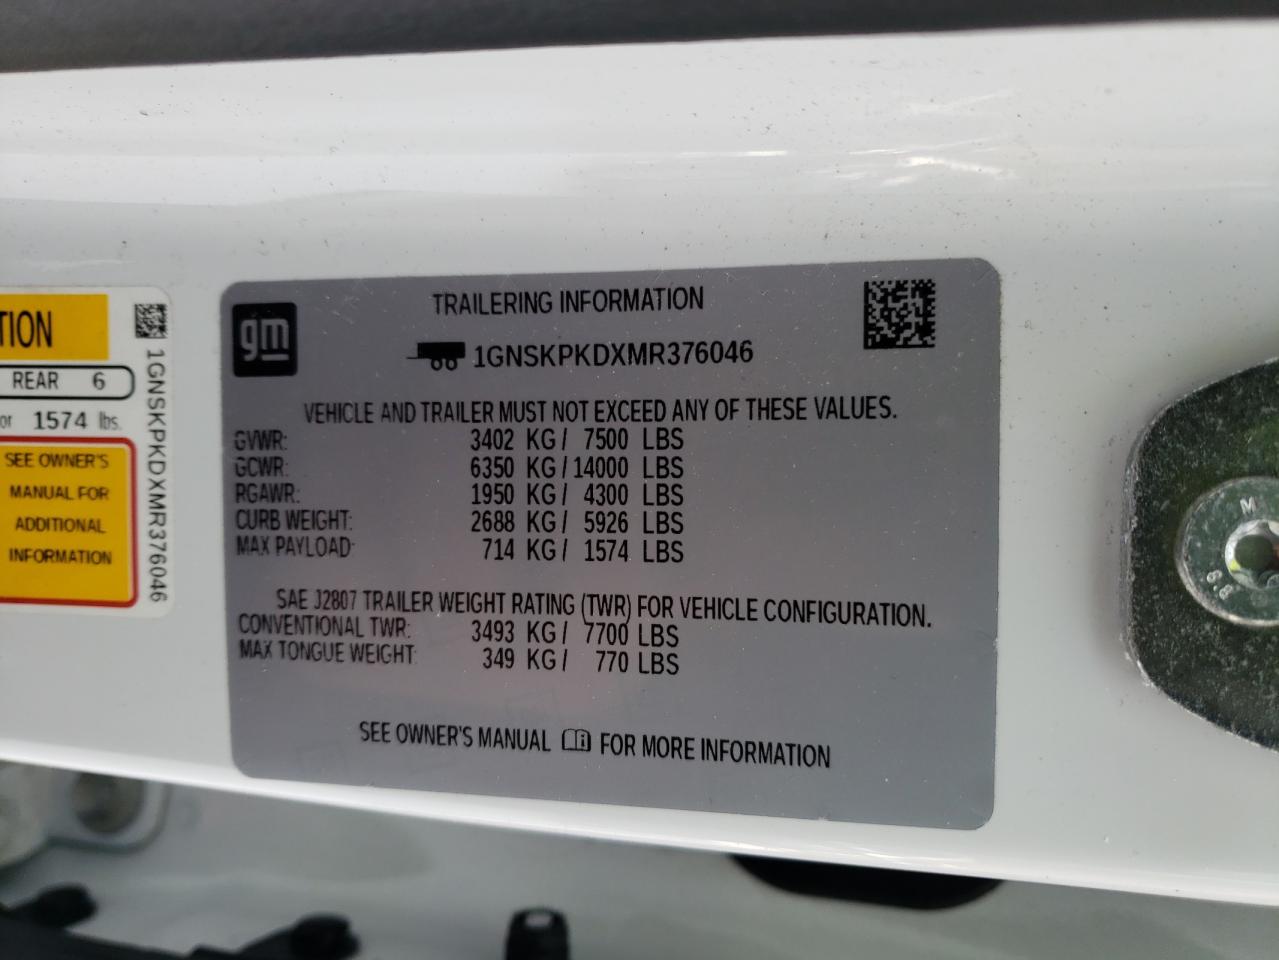 TION
REAR 6
or 1574 lbs.
SEE OWNER'S
MANUAL FOR
ADDITIONAL
INFORMATION
1GNSKPKDXMR376046
gm
TRAILERING INFORMATION
1GNSKPKDXMR376046
VEHICLE AND TRAILER MUST NOT EXCEED ANY OF THESE VALUES.
GVWR: 3402 KG/ 7500 LBS
GCWR: 6350 KG/14000 LBS
RGAWR: 1950 KG/ 4300 LBS
CURB WEIGHT: 2688 KG/ 5926 LBS
MAX PAYLOAD: 714 KG/ 1574 LBS
SAE J2807 TRAILER WEIGHT RATING (TWR) FOR VEHICLE CONFIGURATION.
CONVENTIONAL TWR: 3493 KG/ 7700 LBS
MAX TONGUE WEIGHT: 349 KG/ 770 LBS
SEE OWNER'S MANUAL FOR MORE INFORMATION
M